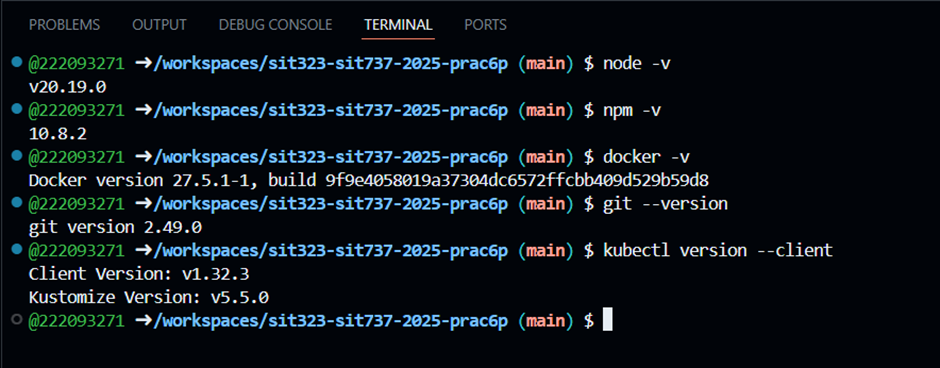 PROBLEMS OUTPUT DEBUG CONSOLE TERMINAL PORTS
@222093271 ➜/workspaces/sit323-sit737-2025-prac6p (main) $ node -v
v20.19.0
@222093271 ➜/workspaces/sit323-sit737-2025-prac6p (main) $ npm -v
10.8.2
@222093271 ➜/workspaces/sit323-sit737-2025-prac6p (main) $ docker -v
Docker version 27.5.1-1, build 9f9e4058019a37304dc6572ffcbb409d529b59d8
@222093271 ➜/workspaces/sit323-sit737-2025-prac6p (main) $ git --version
git version 2.49.0
@222093271 ➜/workspaces/sit323-sit737-2025-prac6p (main) $ kubectl version --client
Client Version: v1.32.3
Kustomize Version: v5.5.0
@222093271 ➜/workspaces/sit323-sit737-2025-prac6p (main) $